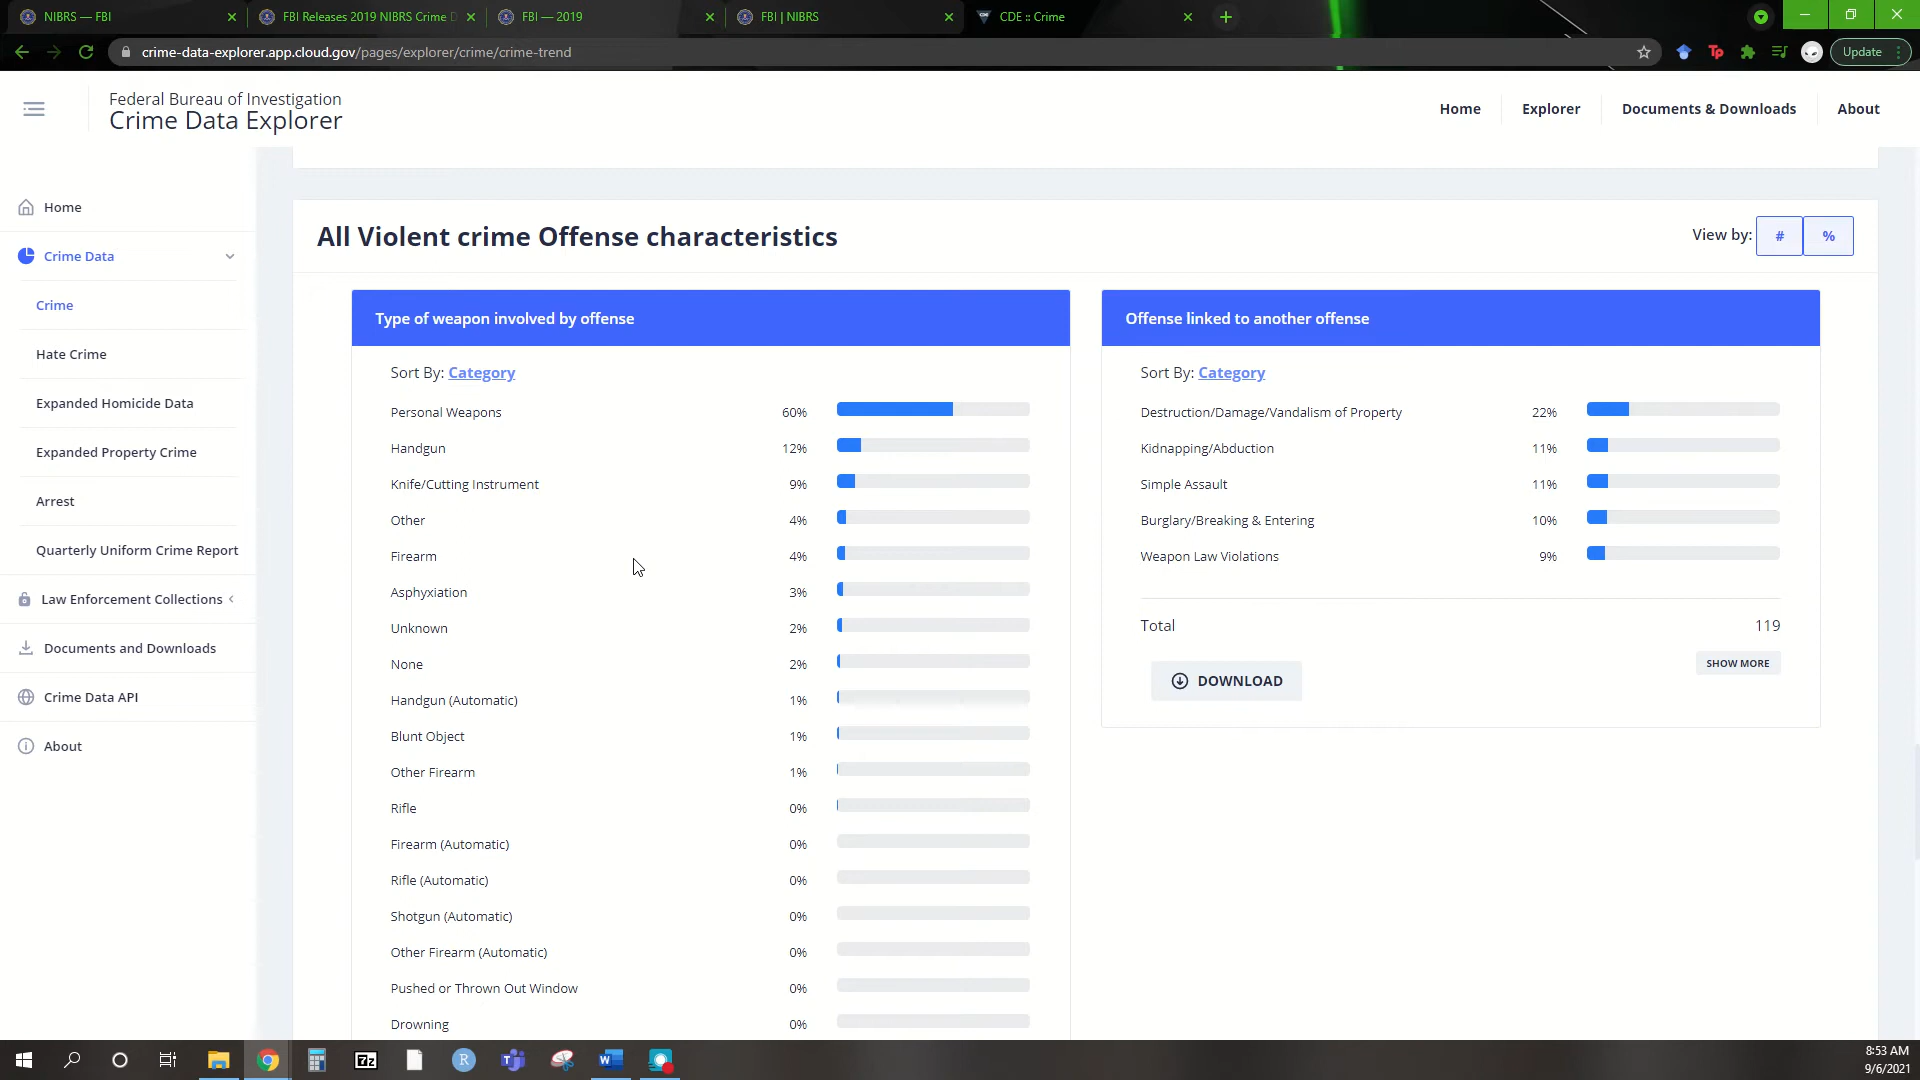 NIBRS — FBI
FBI Releases 2019 NIBRS Crime D
FBI — 2019
FBI | NIBRS
CDE :: Crime
crime-data-explorer.app.cloud.gov/pages/explorer/crime/crime-trend
Tp
Update
Federal Bureau of Investigation
Crime Data Explorer
Home
Explorer
Documents & Downloads
About
Home
Crime Data
Crime
Hate Crime
Expanded Homicide Data
Expanded Property Crime
Arrest
Quarterly Uniform Crime Report
Law Enforcement Collections
Documents and Downloads
Crime Data API
About
All Violent crime Offense characteristics
View by: # %
Type of weapon involved by offense
Sort By: Category
Personal Weapons 60%
Handgun 12%
Knife/Cutting Instrument 9%
Other 4%
Firearm 4%
Asphyxiation 3%
Unknown 2%
None 2%
Handgun (Automatic) 1%
Blunt Object 1%
Other Firearm 1%
Rifle 0%
Firearm (Automatic) 0%
Rifle (Automatic) 0%
Shotgun (Automatic) 0%
Other Firearm (Automatic) 0%
Pushed or Thrown Out Window 0%
Drowning 0%
Offense linked to another offense
Sort By: Category
Destruction/Damage/Vandalism of Property 22%
Kidnapping/Abduction 11%
Simple Assault 11%
Burglary/Breaking & Entering 10%
Weapon Law Violations 9%
Total 119
SHOW MORE
DOWNLOAD
8:53 AM
9/6/2021